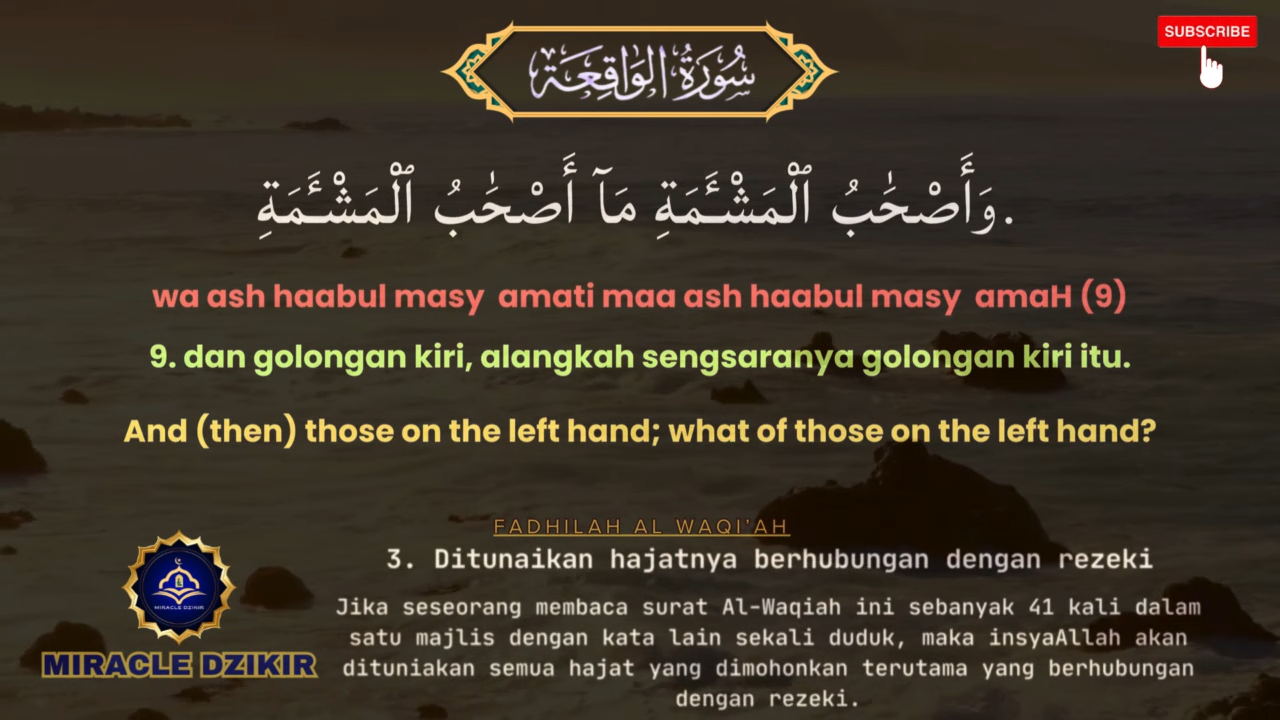 SUBSCRIBE
سُورَةُ الْوَاقِعَة
وَأَصْحَٰبُ ٱلْمَشْـَٔمَةِ مَآ أَصْحَٰبُ ٱلْمَشْـَٔمَةِ.
wa ash haabul masy  amati maa ash haabul masy  amaH (9)
9. dan golongan kiri, alangkah sengsaranya golongan kiri itu.
And (then) those on the left hand; what of those on the left hand?
FADHILAH AL WAQI'AH
3. Ditunaikan hajatnya berhubungan dengan rezeki
Jika seseorang membaca surat Al-Waqiah ini sebanyak 41 kali dalam
satu majlis dengan kata lain sekali duduk, maka insyaAllah akan
dituniakan semua hajat yang dimohonkan terutama yang berhubungan
dengan rezeki.
MIRACLE DZIKIR
MIRACLE DZIKIR